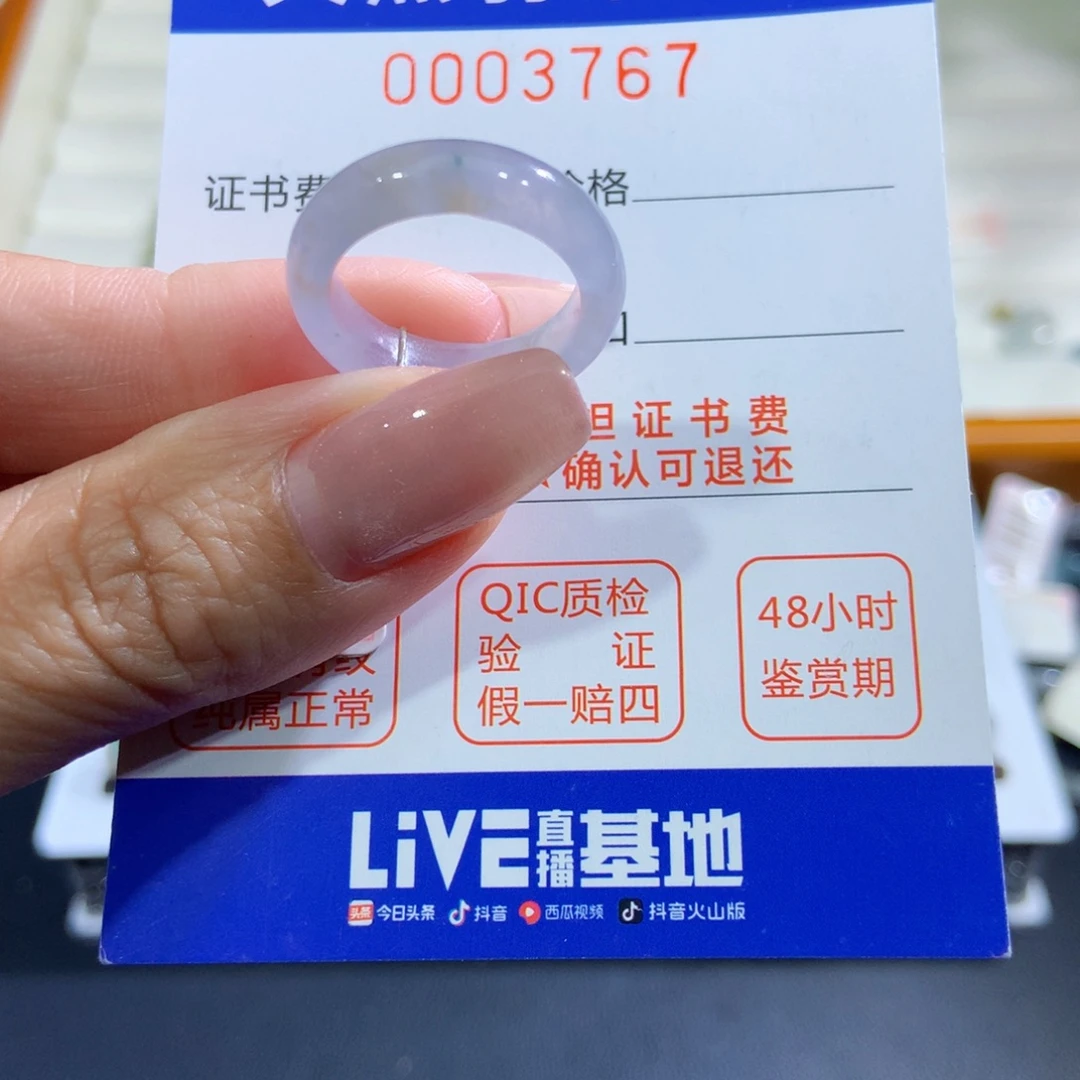 0003767
证书费 格
担证书费
确认可退还
纯属正常
QIC质检
验 证
假一赔四
48小时
鉴赏期
LiVE直播基地
头条 今日头条 抖音 西瓜视频 抖音火山版